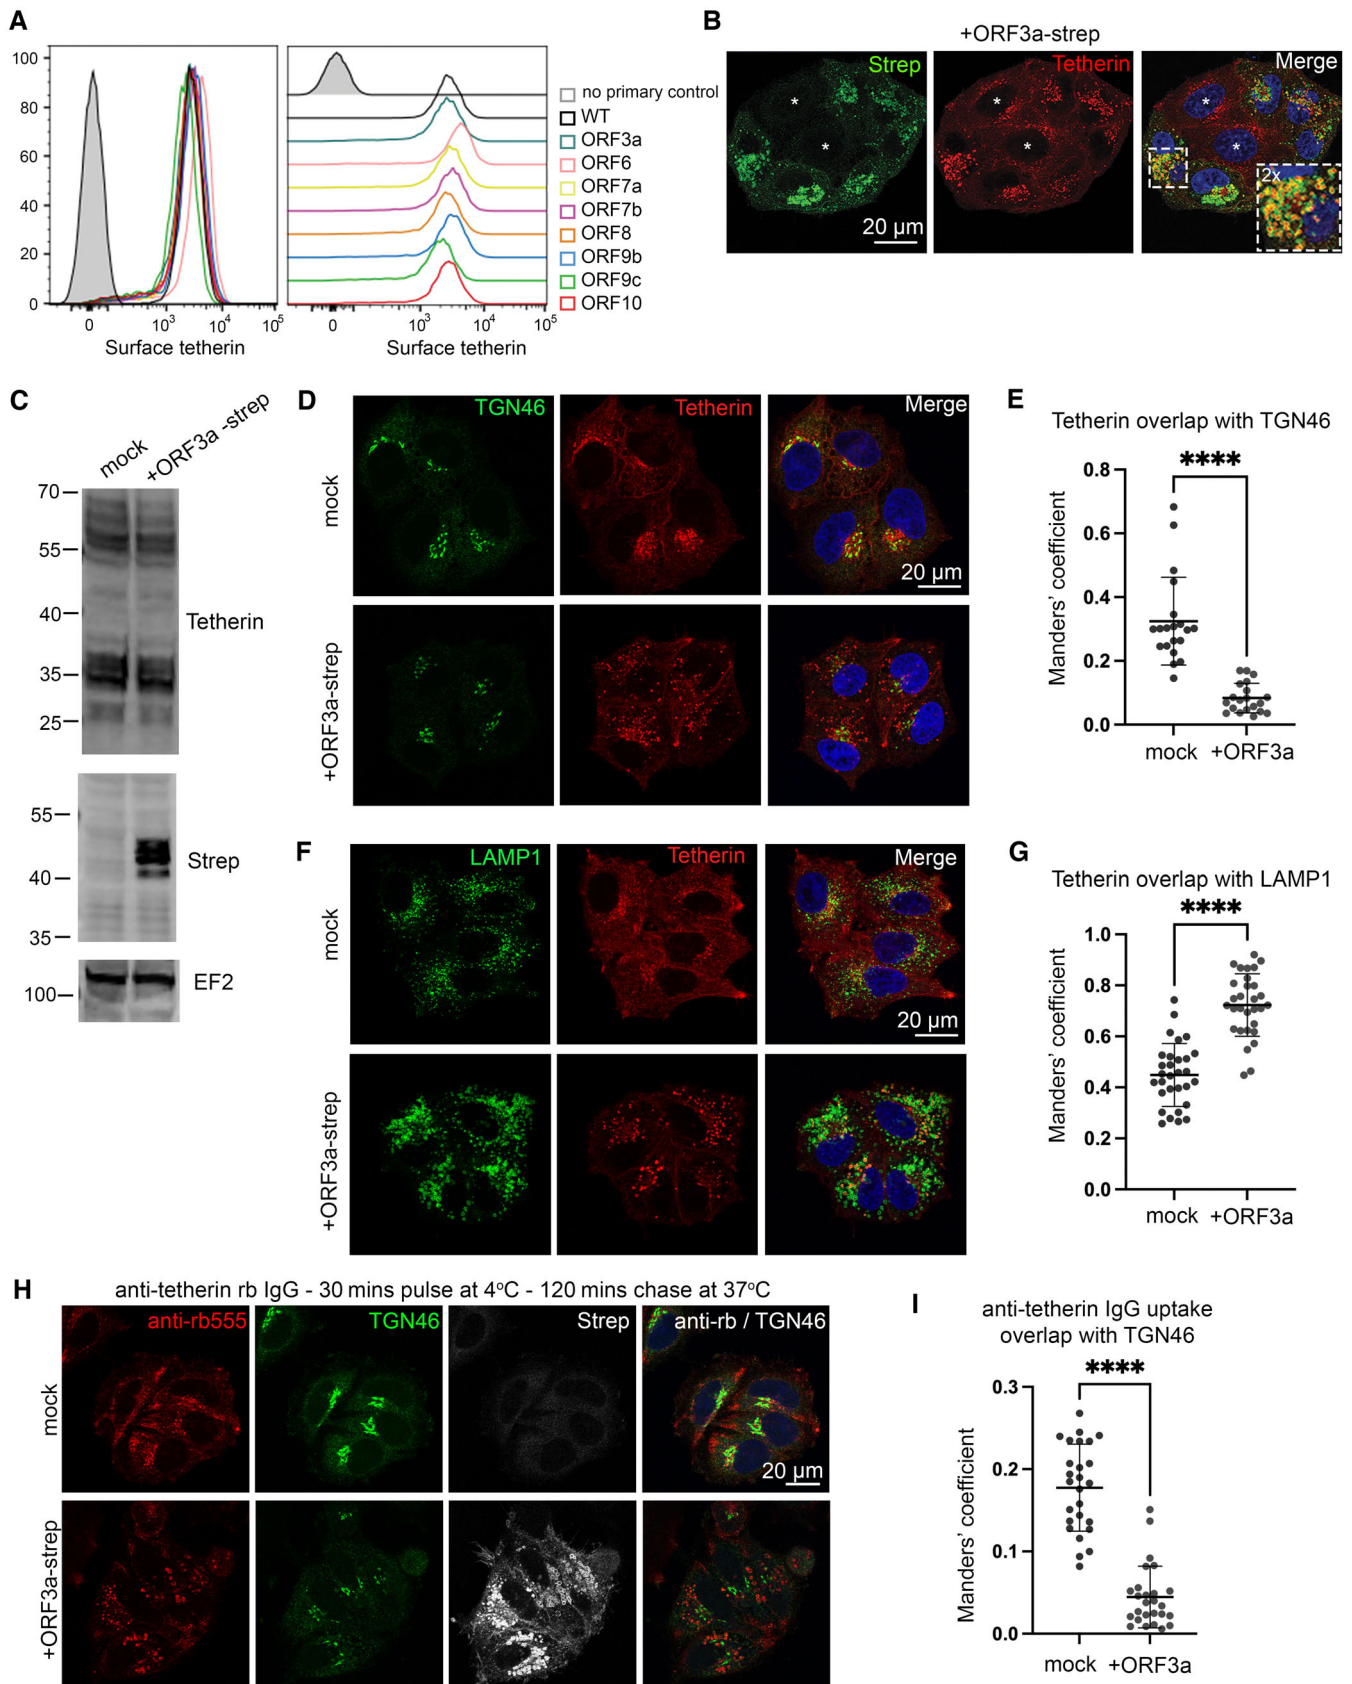 A
100
80
60
40
20
0
0 10³ 10⁴ 10⁵
Surface tetherin
0 10³ 10⁴ 10⁵
Surface tetherin
no primary control
WT
ORF3a
ORF6
ORF7a
ORF7b
ORF8
ORF9b
ORF9c
ORF10
B
+ORF3a-strep
Strep
Tetherin
Merge
*
*
*
*
*
*
20 µm
2x
C
mock
+ORF3a -strep
70
55
40
35
25
Tetherin
55
40
35
Strep
100
EF2
D
TGN46
Tetherin
Merge
mock
20 µm
+ORF3a-strep
E
Tetherin overlap with TGN46
****
Manders' coefficient
0.8
0.6
0.4
0.2
0.0
mock +ORF3a
F
LAMP1
Tetherin
Merge
mock
20 µm
+ORF3a-strep
G
Tetherin overlap with LAMP1
****
Manders' coefficient
1.0
0.8
0.6
0.4
0.2
0.0
mock +ORF3a
H
anti-tetherin rb IgG - 30 mins pulse at 4ºC - 120 mins chase at 37ºC
anti-rb555
TGN46
Strep
anti-rb / TGN46
mock
20 µm
+ORF3a-strep
I
anti-tetherin IgG uptake
overlap with TGN46
****
Manders' coefficient
0.3
0.2
0.1
0.0
mock +ORF3a